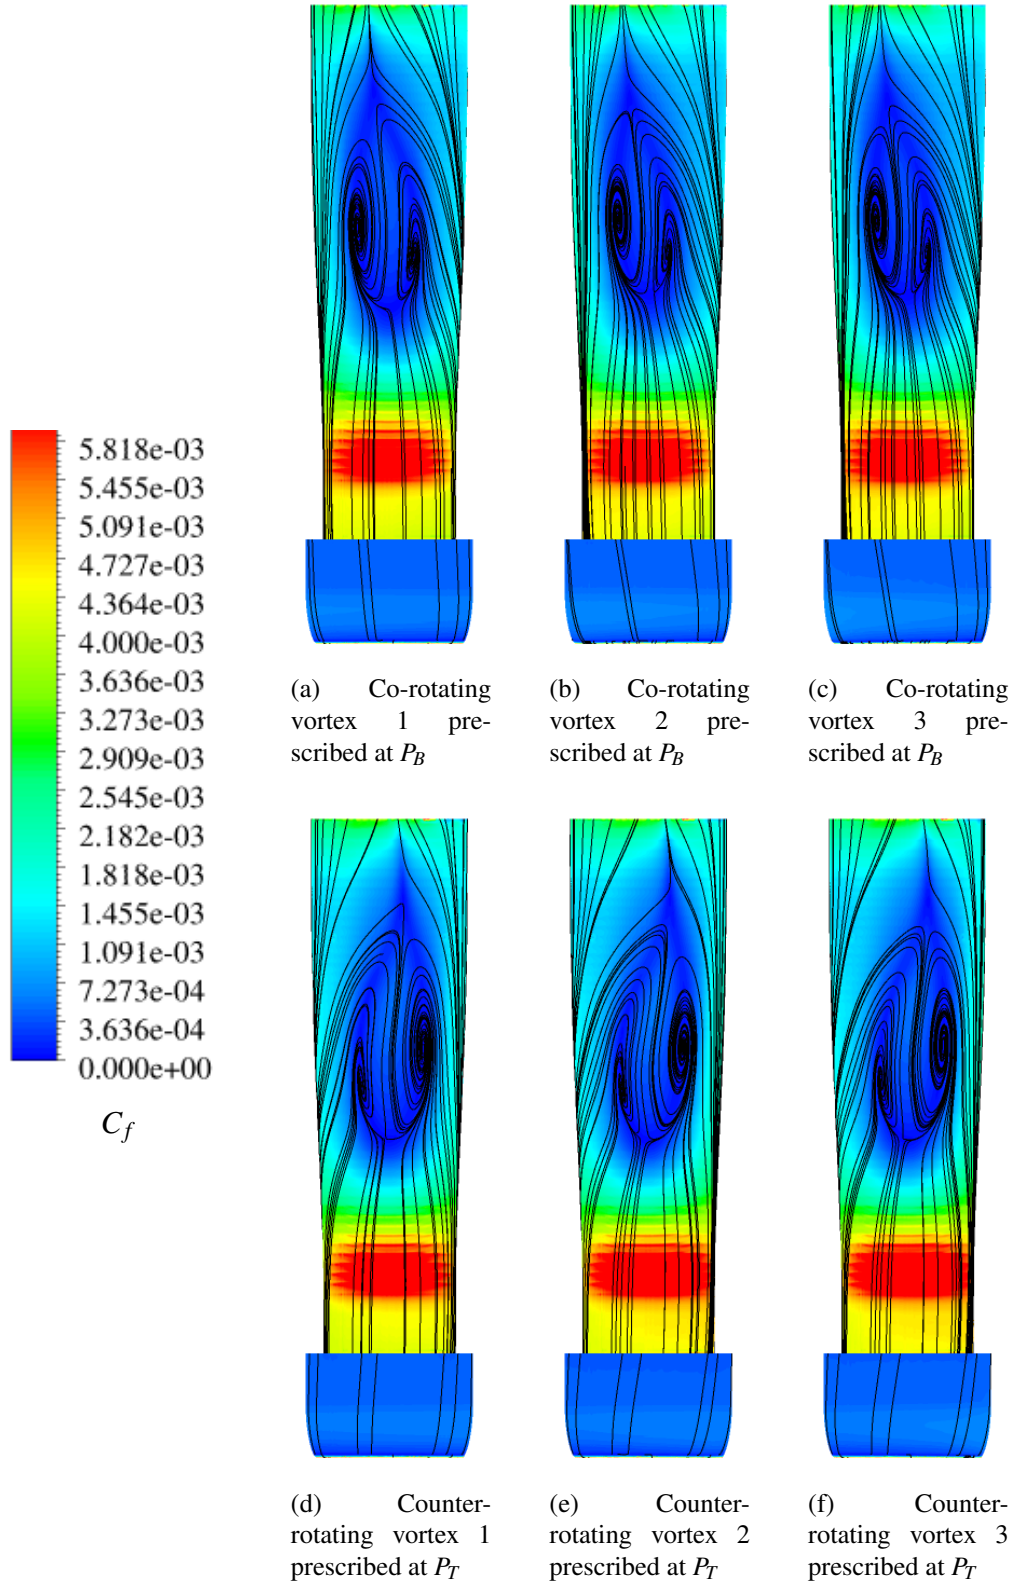 5.818e-03
5.455e-03
5.091e-03
4.727e-03
4.364e-03
4.000e-03
3.636e-03
3.273e-03
2.909e-03
2.545e-03
2.182e-03
1.818e-03
1.455e-03
1.091e-03
7.273e-04
3.636e-04
0.000e+00
C_f
(a) Co-rotating
vortex 1 pre-
scribed at P_B
(b) Co-rotating
vortex 2 pre-
scribed at P_B
(c) Co-rotating
vortex 3 pre-
scribed at P_B
(d) Counter-
rotating vortex 1
prescribed at P_T
(e) Counter-
rotating vortex 2
prescribed at P_T
(f) Counter-
rotating vortex 3
prescribed at P_T